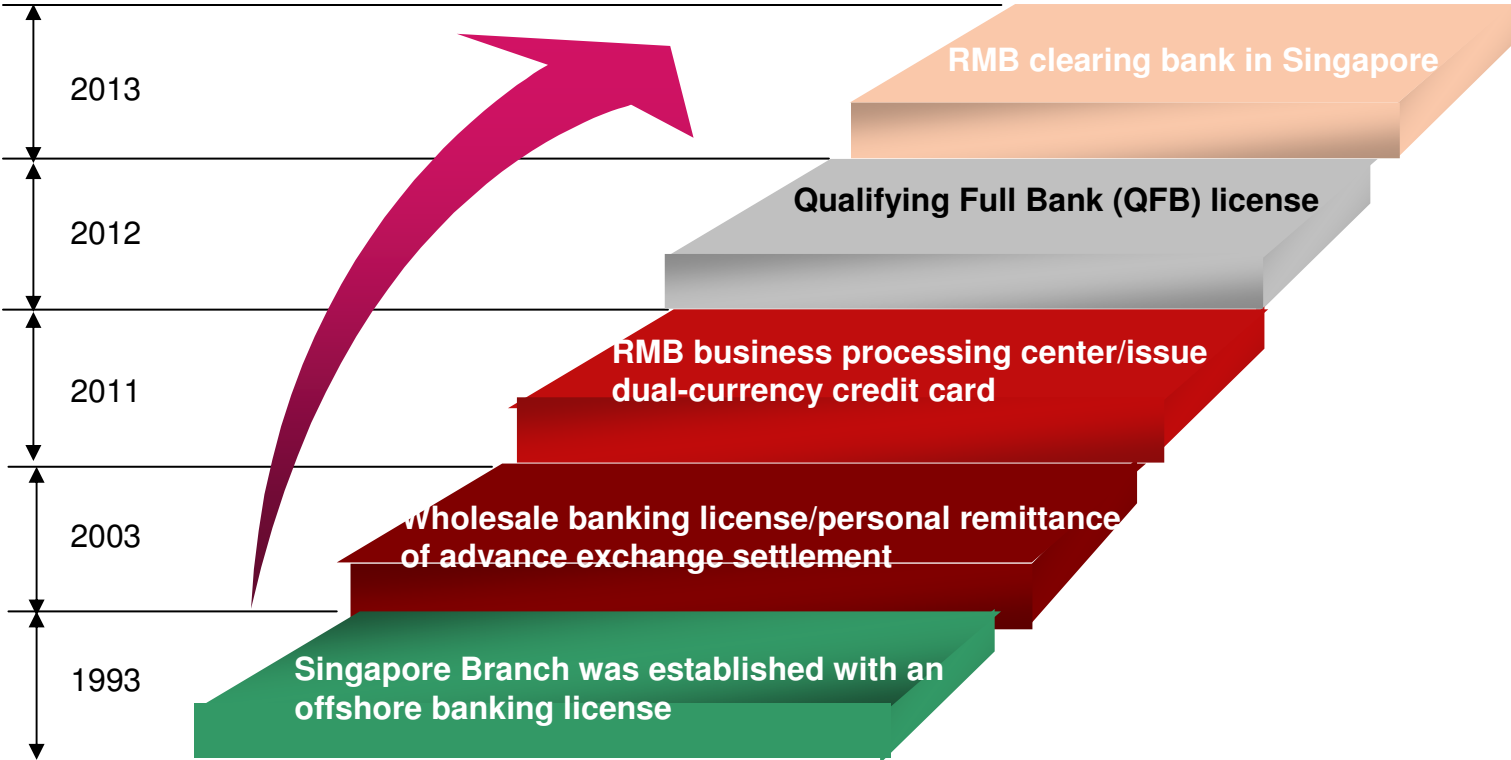 2013
RMB clearing bank in Singapore
2012
Qualifying Full Bank (QFB) license
2011
RMB business processing center/issue
dual-currency credit card
2003
Wholesale banking license/personal remittance
of advance exchange settlement
1993
Singapore Branch was established with an
offshore banking license